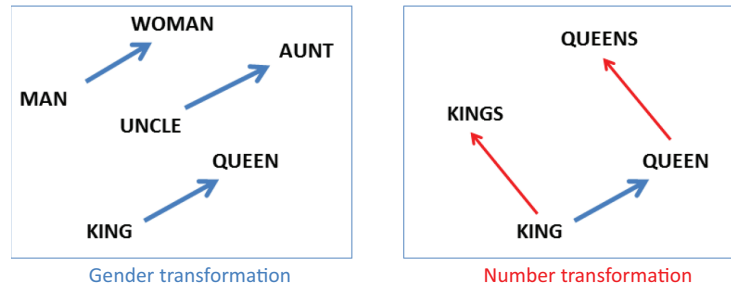 WOMAN
AUNT
MAN
UNCLE
QUEEN
KING
Gender transformation
QUEENS
KINGS
QUEEN
KING
Number transformation